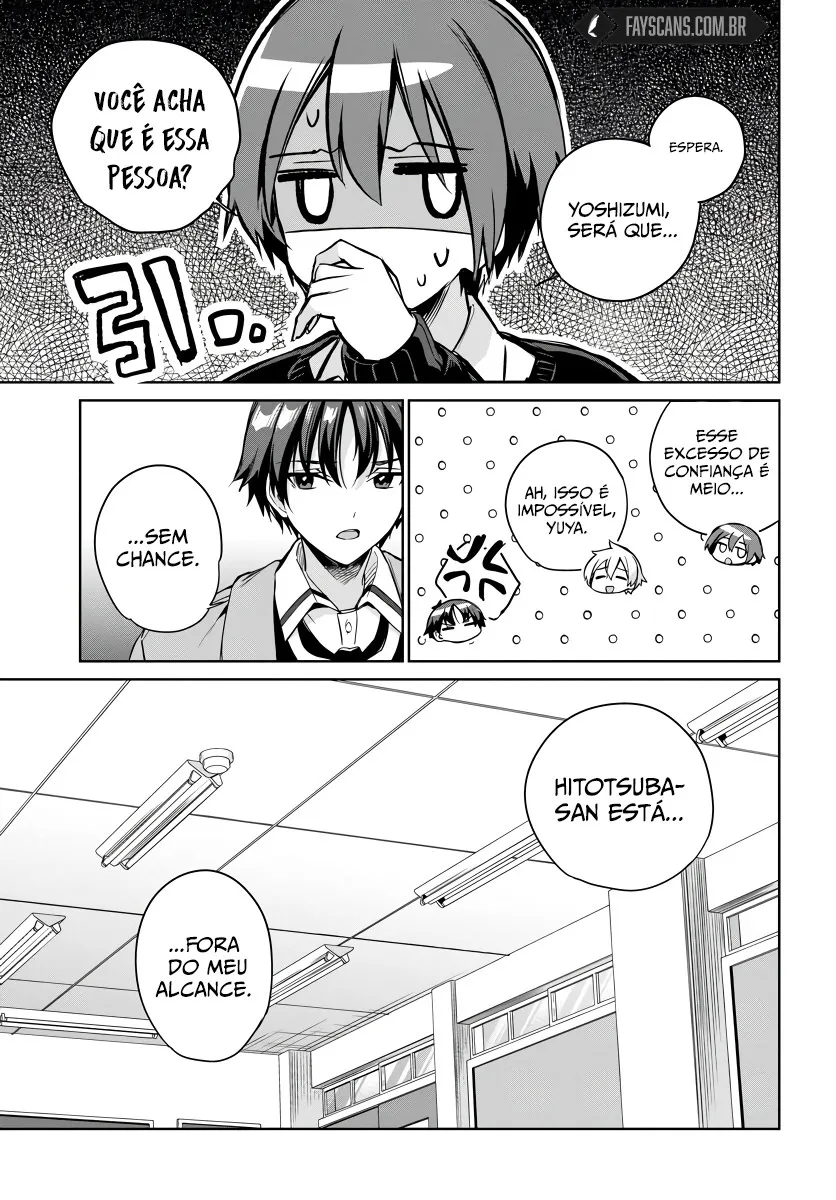 FAYSCANS.COM.BR
ESPERA.
YOSHIZUMI,
SERÁ QUE...
VOCÊ ACHA
QUE É ESSA
PESSOA?
引...
ESSE
EXCESSO DE
CONFIANÇA É
MEIO...
AH, ISSO É
IMPOSSÍVEL,
YUYA.
...SEM
CHANCE.
HITOTSUBA-
SAN ESTÁ...
...FORA
DO MEU
ALCANCE.